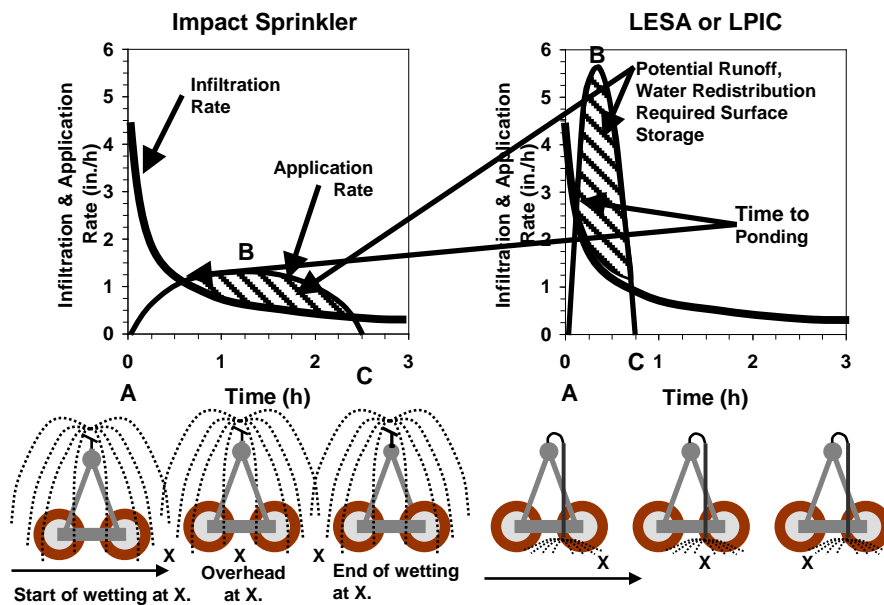 Impact Sprinkler
Infiltration & Application
Rate (in./h)
6
5
4
3
2
1
0
Infiltration
Rate
Application
Rate
B
0
1
2
3
A
Time (h)
C
LESA or LPIC
Infiltration & Application
Rate (in./h)
6
5
4
3
2
1
0
B
Potential Runoff,
Water Redistribution
Required Surface
Storage
Time to
Ponding
0
1
2
3
A
C
Time (h)
X
X
X
Start of wetting at X.
Overhead
at X.
End of wetting
at X.
X
X
X